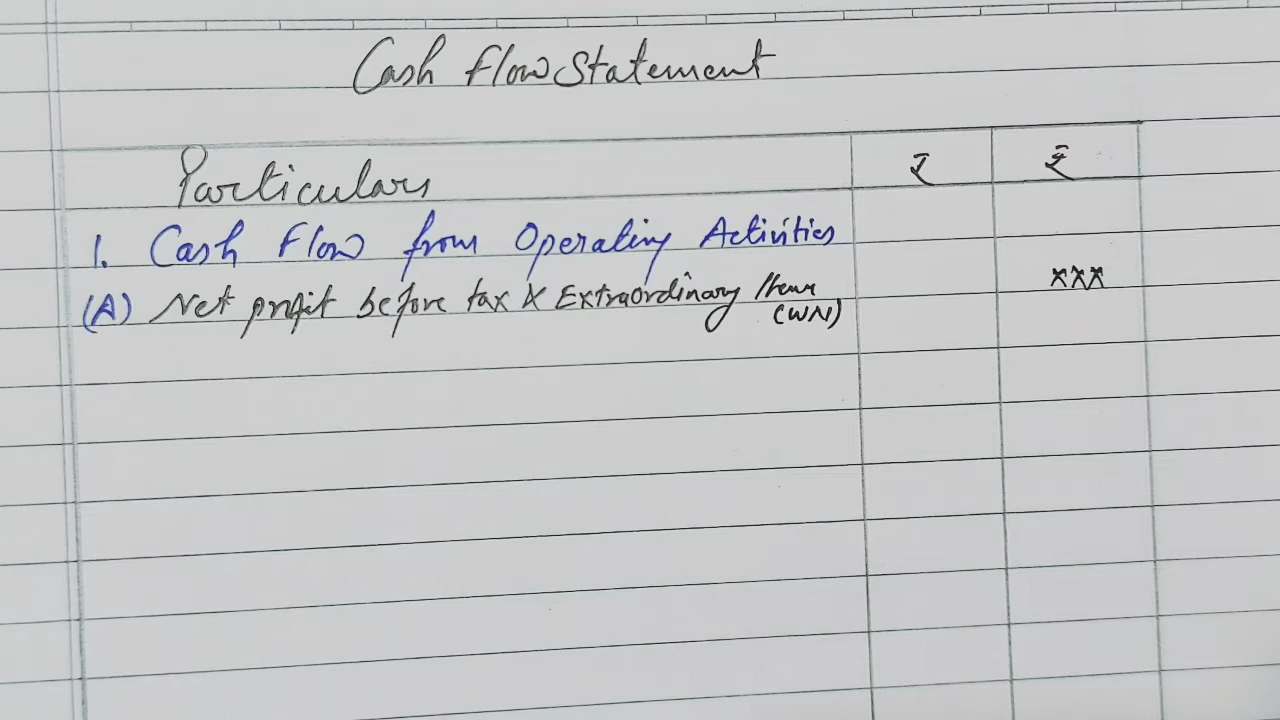 Cash Flow Statement
Particulars ₹ ₹
1. Cash Flow from Operating Activities
(A) Net profit before tax & Extraordinary Items xxx
(WN)